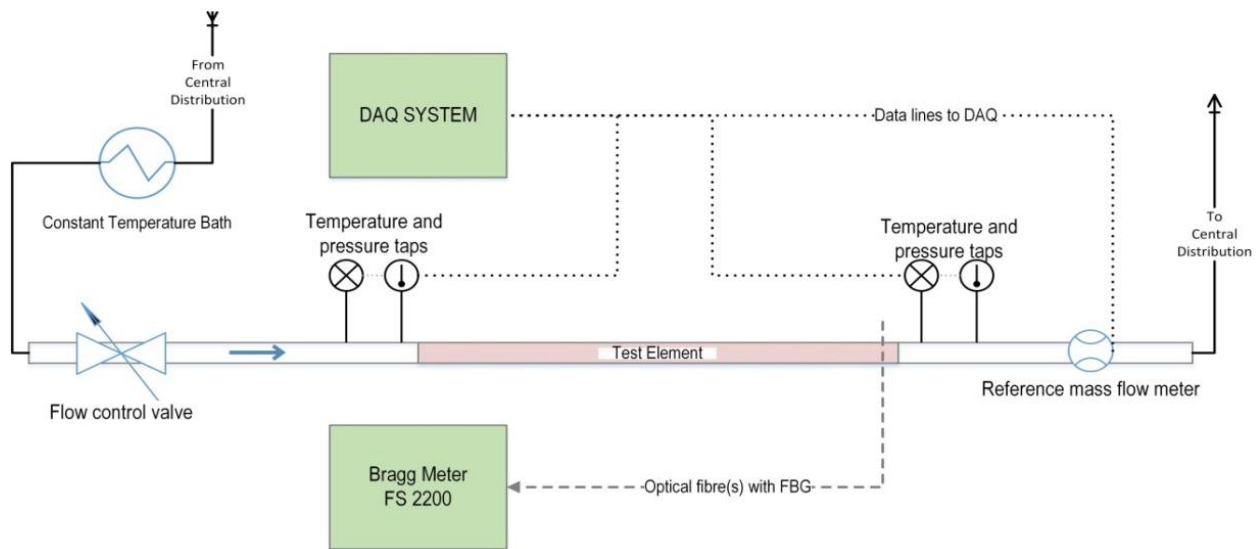 From
Central
Distribution
DAQ SYSTEM
Data lines to DAQ
Constant Temperature Bath
Temperature and
pressure taps
Temperature and
pressure taps
To
Central
Distribution
Test Element
Flow control valve
Reference mass flow meter
Bragg Meter
FS 2200
Optical fibre(s) with FBG